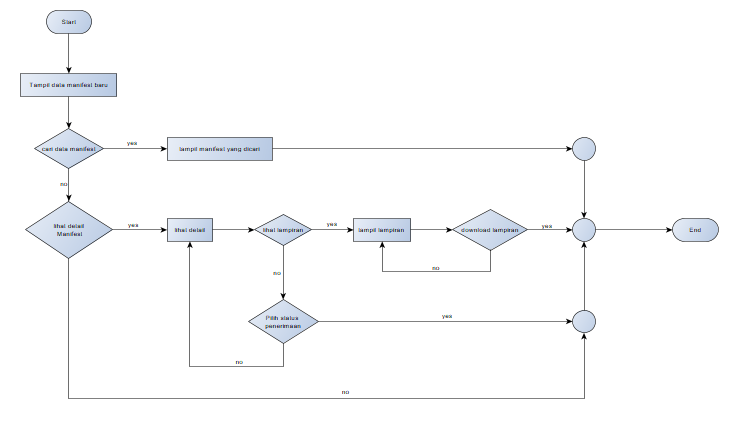 Start
Tampil data manifest baru
cari data manifest
yes
tampil manifest yang dicari
no
lihat detail
Manifest
yes
lihat detail
lihat lampiran
yes
tampil lampiran
download lampiran
yes
End
no
no
Pilih status
penerimaan
yes
no
no